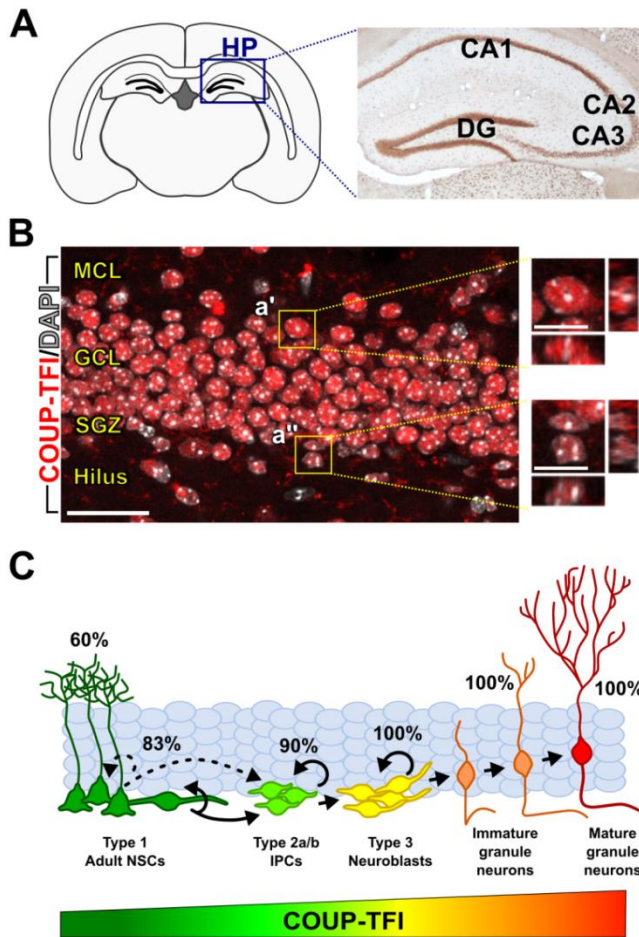 A
HP
CA1
CA2
CA3
DG
B
COUP-TFI/DAPI
MCL
GCL
SGZ
Hilus
a'
a"
C
60%
83%
90%
100%
100%
100%
Type 1
Adult NSCs
Type 2a/b
IPCs
Type 3
Neuroblasts
Immature
granule
neurons
Mature
granule
neurons
COUP-TFI